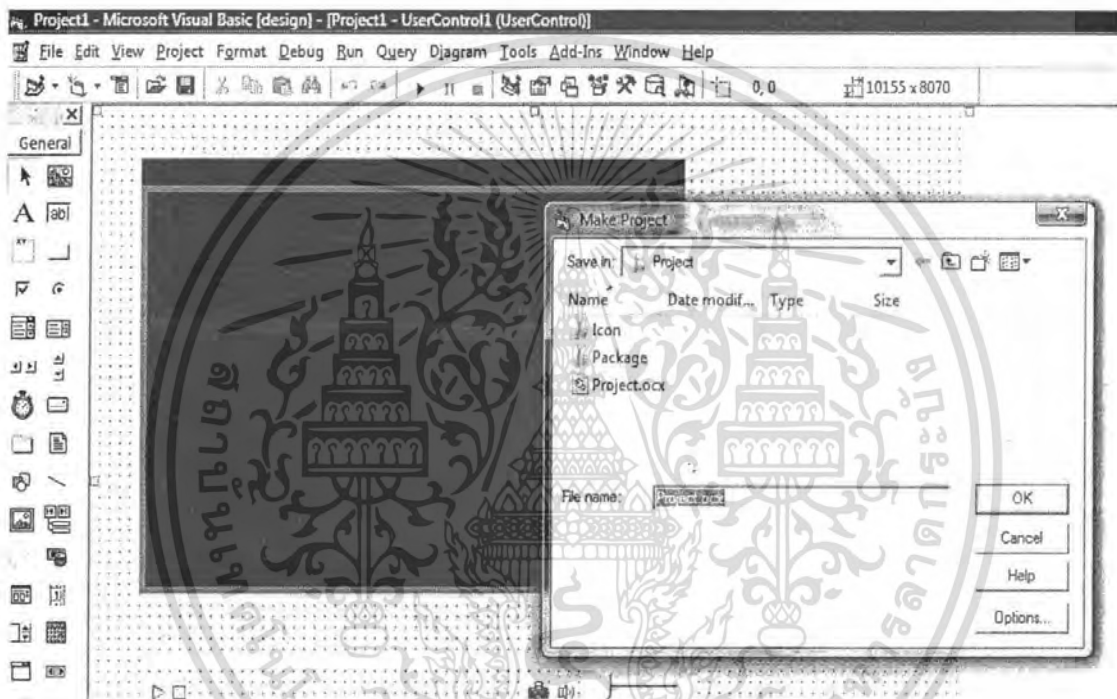 Project1 - Microsoft Visual Basic [design] - [Project1 - UserControl1 (UserControl)]
File Edit View Project Format Debug Run Query Diagram Tools Add-Ins Window Help
0, 0
10155 x 8070
General
Make Project
Save in: Project
Name Date modif... Type Size
Icon
Package
Project.ocx
File name: Project.ocx
OK
Cancel
Help
Options...